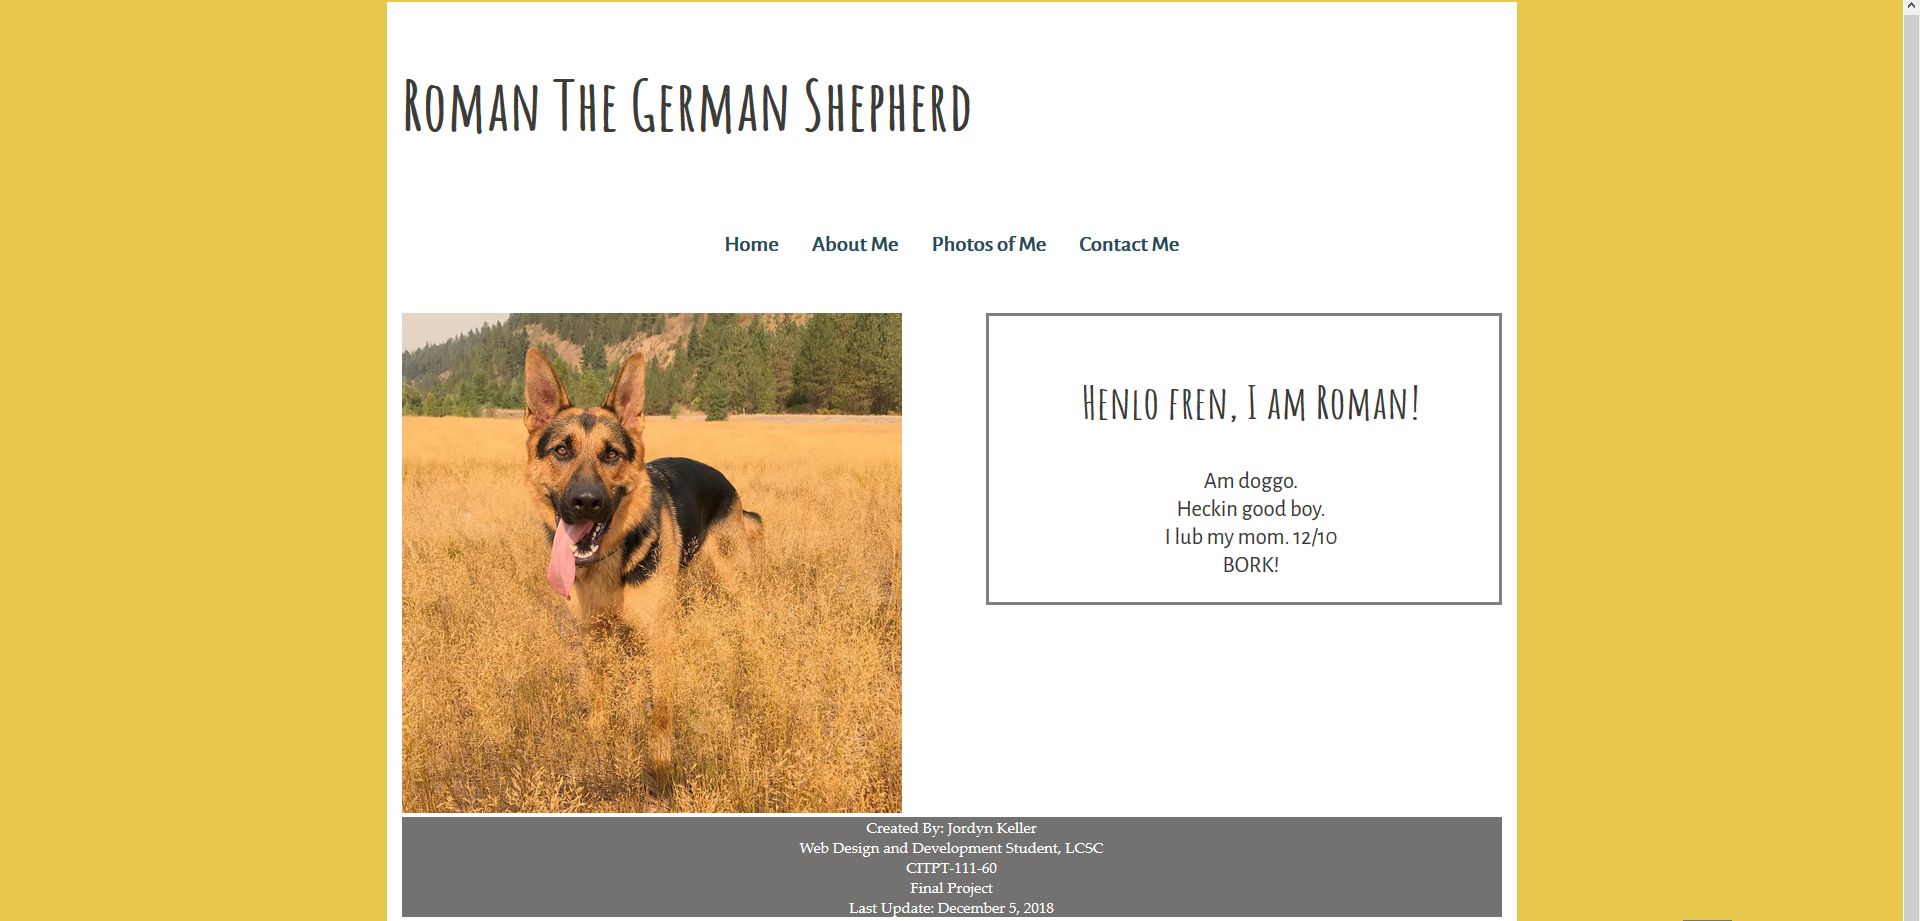 Roman The German Shepherd
Home About Me Photos of Me Contact Me
Henlo fren, I am Roman!
Am doggo.
Heckin good boy.
I lub my mom. 12/10
BORK!
Created By: Jordyn Keller
Web Design and Development Student, LCSC
CITPT-111-60
Final Project
Last Update: December 5, 2018